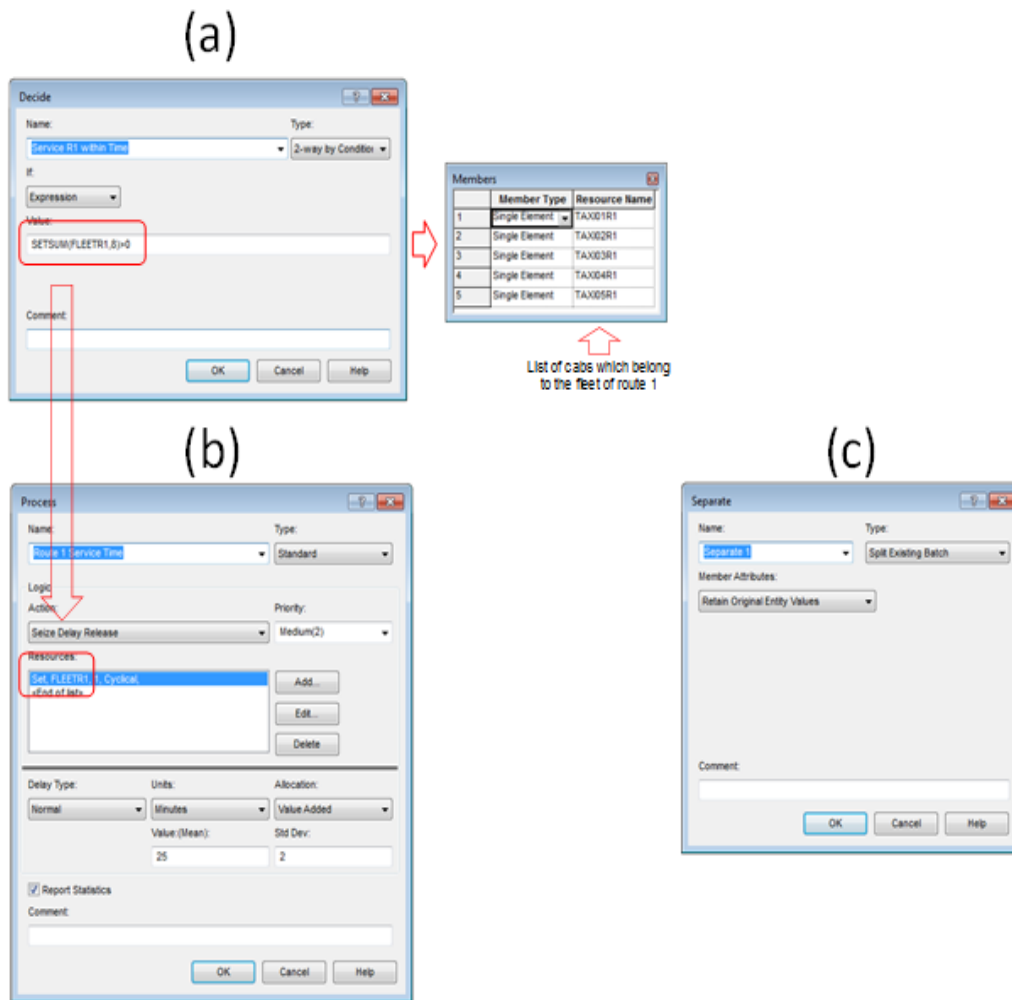 (a)
Decide
Name:
Type:
Service R1 within Time
2-way by Condition
If:
Expression
Value:
SETSUM(FLEETR1,8)>0
Comment:
OK Cancel Help
Members
Member Type Resource Name
1 Single Element TAXI01R1
2 Single Element TAXI02R1
3 Single Element TAXI03R1
4 Single Element TAXI04R1
5 Single Element TAXI05R1
List of cabs which belong
to the fleet of route 1
(b)
Process
Name:
Type:
Route 1 Service Time
Standard
Logic
Action:
Priority:
Seize Delay Release
Medium(2)
Resources:
Set, FLEETR1, 1, Cyclical,
<End of list>
Add...
Edit...
Delete
Delay Type:
Units:
Allocation:
Normal
Minutes
Value Added
Value:(Mean):
Std Dev:
25
2
Report Statistics
Comment:
OK Cancel Help
(c)
Separate
Name:
Type:
Separate 1
Split Existing Batch
Member Attributes:
Retain Original Entity Values
Comment:
OK Cancel Help